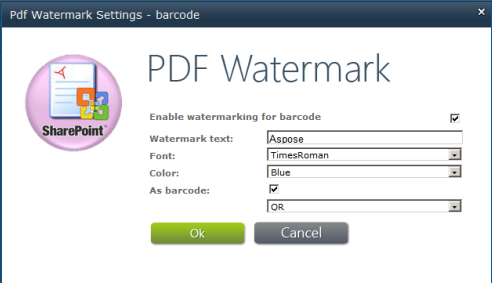 Pdf Watermark Settings - barcode
×
PDF Watermark
SharePoint
Enable watermarking for barcode
Watermark text: Aspose
Font: TimesRoman
Color: Blue
As barcode:
QR
Ok Cancel